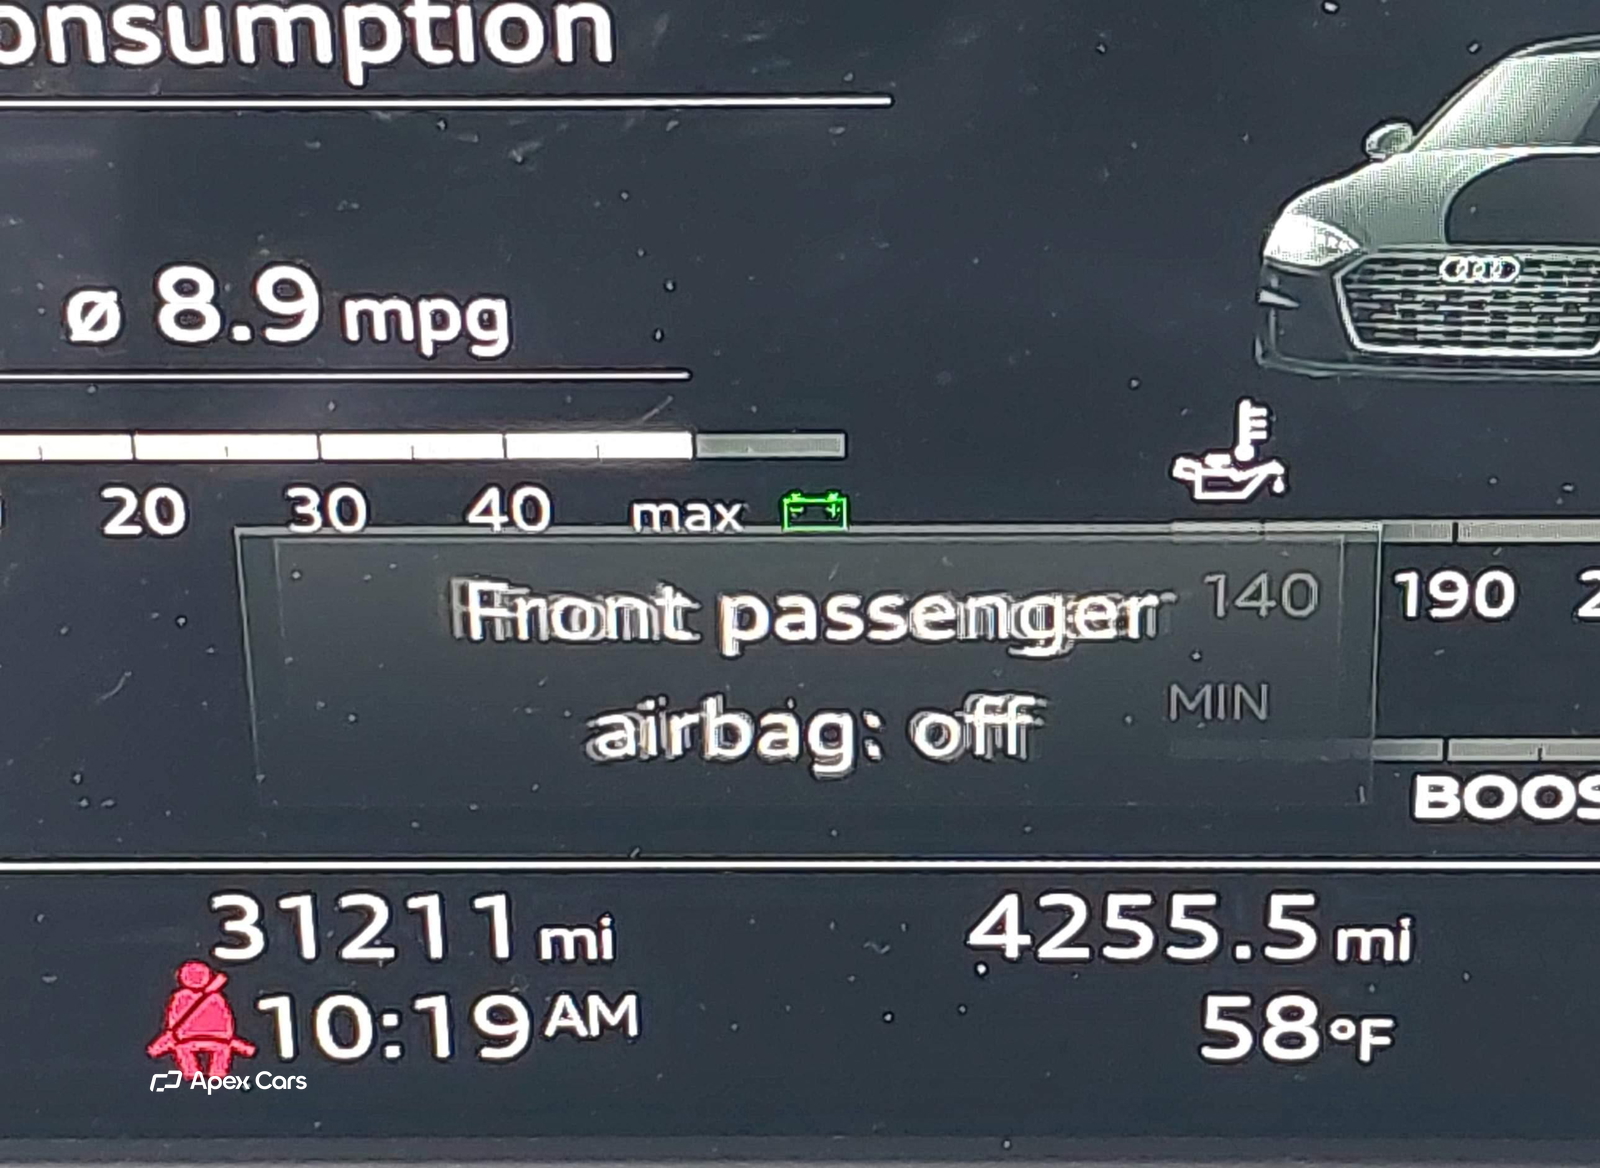 onsumption
ø 8.9 mpg
20 30 40 max
140 190 2
Front passenger
airbag: off
MIN
BOOS
31211 mi 4255.5 mi
10:19 AM 58°F
Apex Cars